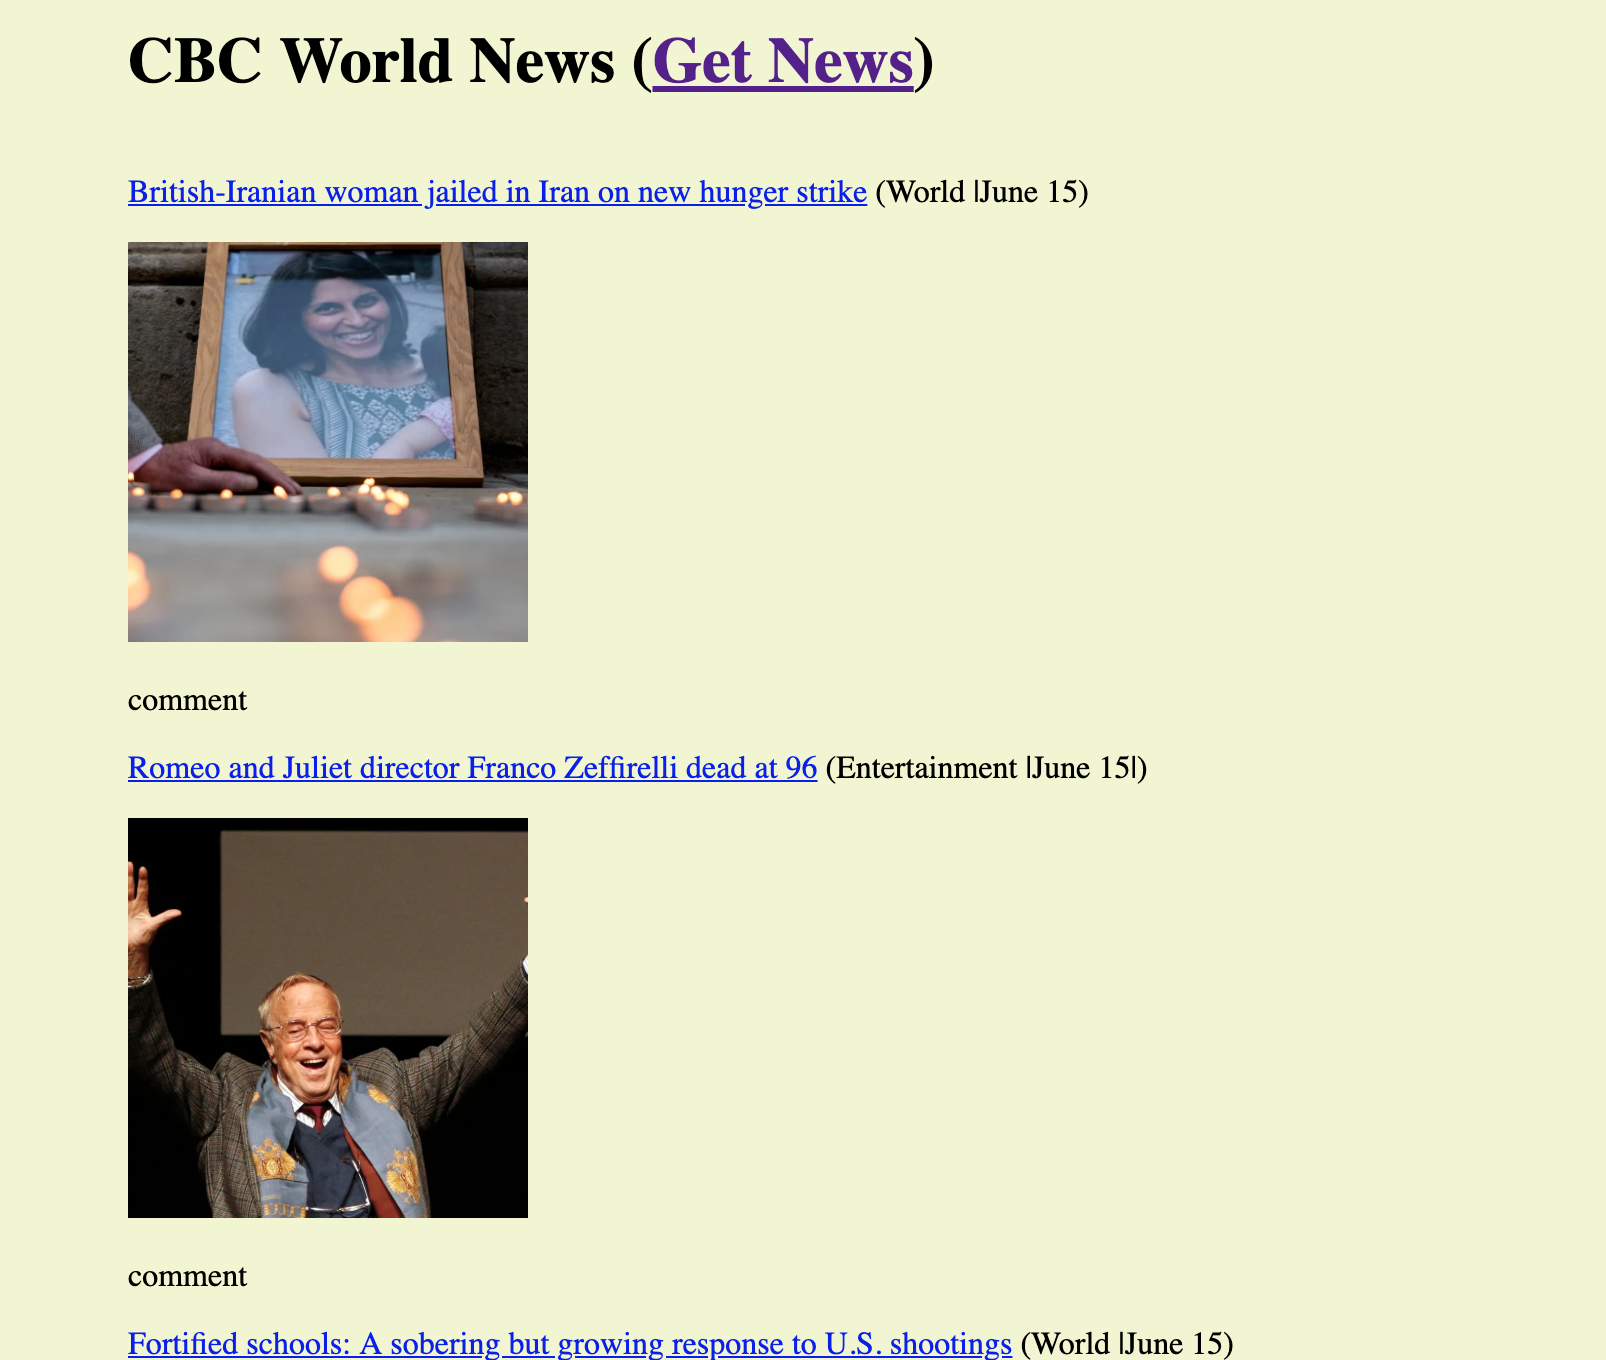 CBC World News (Get News)
British-Iranian woman jailed in Iran on new hunger strike (World |June 15)
comment
Romeo and Juliet director Franco Zeffirelli dead at 96 (Entertainment |June 15|)
comment
Fortified schools: A sobering but growing response to U.S. shootings (World |June 15)